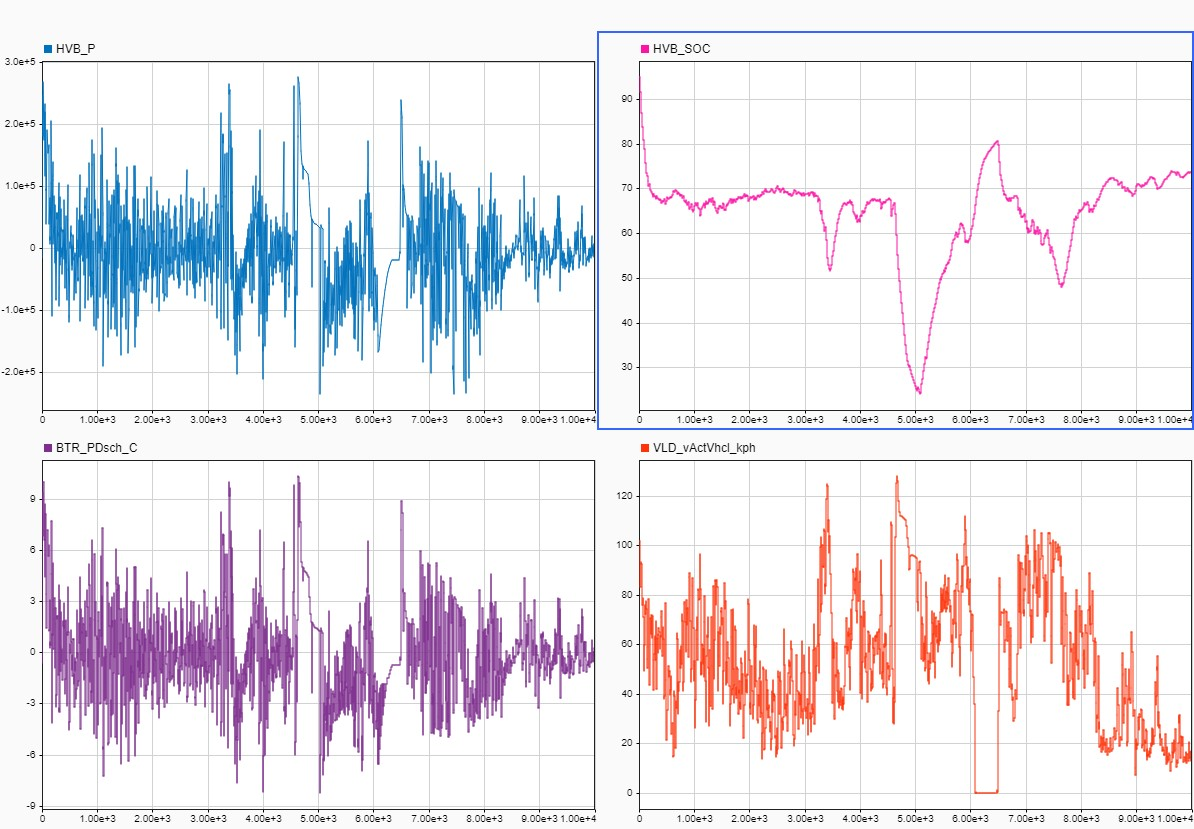 HVB_P
3.0e+5
2.0e+5
1.0e+5
0
-1.0e+5
-2.0e+5
0 1.00e+3 2.00e+3 3.00e+3 4.00e+3 5.00e+3 6.00e+3 7.00e+3 8.00e+3 9.00e+3 1.00e+4
HVB_SOC
90
80
70
60
50
40
30
0 1.00e+3 2.00e+3 3.00e+3 4.00e+3 5.00e+3 6.00e+3 7.00e+3 8.00e+3 9.00e+3 1.00e+4
BTR_PDsch_C
9
6
3
0
-3
-6
-9
0 1.00e+3 2.00e+3 3.00e+3 4.00e+3 5.00e+3 6.00e+3 7.00e+3 8.00e+3 9.00e+3 1.00e+4
VLD_vActVhcl_kph
120
100
80
60
40
20
0
0 1.00e+3 2.00e+3 3.00e+3 4.00e+3 5.00e+3 6.00e+3 7.00e+3 8.00e+3 9.00e+3 1.00e+4